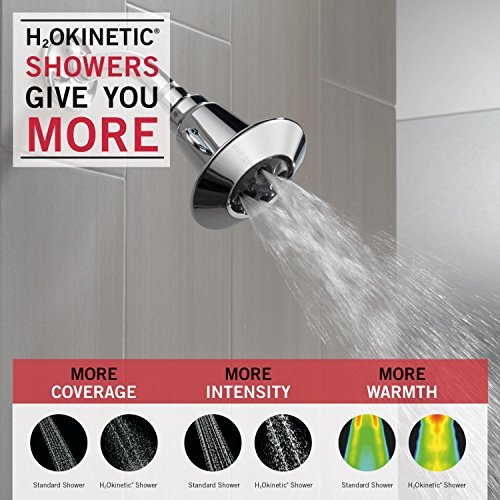 H₂OKINETIC®
SHOWERS
GIVE YOU
MORE
MORE
COVERAGE
Standard Shower
H₂Okinetic® Shower
MORE
INTENSITY
Standard Shower
H₂Okinetic® Shower
MORE
WARMTH
Standard Shower
H₂Okinetic® Shower